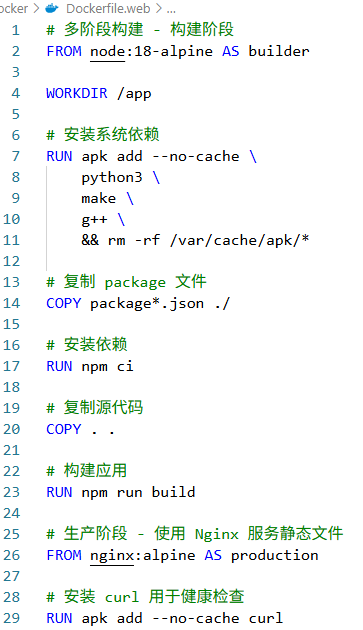 ocker > Dockerfile.web > ...
1 # 多阶段构建 - 构建阶段
2 FROM node:18-alpine AS builder
3
4 WORKDIR /app
5
6 # 安装系统依赖
7 RUN apk add --no-cache \
8     python3 \
9     make \
10     g++ \
11     && rm -rf /var/cache/apk/*
12
13 # 复制 package 文件
14 COPY package*.json ./
15
16 # 安装依赖
17 RUN npm ci
18
19 # 复制源代码
20 COPY . .
21
22 # 构建应用
23 RUN npm run build
24
25 # 生产阶段 - 使用 Nginx 服务静态文件
26 FROM nginx:alpine AS production
27
28 # 安装 curl 用于健康检查
29 RUN apk add --no-cache curl